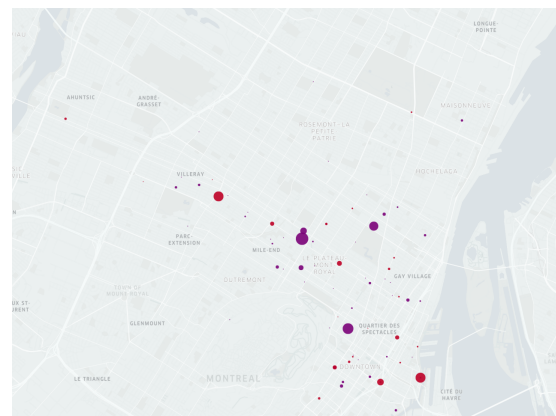 LONGUE-
POINTE
AHUNTSIC
ANDRÉ-
GRASSET
MAISONNEUVE
ROSEMONT–LA
PETITE-
PATRIE
HOCHELAGA
VILLERAY
PARC-
EXTENSION
MILE-END
LE PLATEAU-
MONT-
ROYAL
OUTREMONT
GAY VILLAGE
GLENMOUNT
QUARTIER DES
SPECTACLES
DOWNTOWN
LE TRIANGLE
MONTRÉAL
CITÉ DU
HAVRE